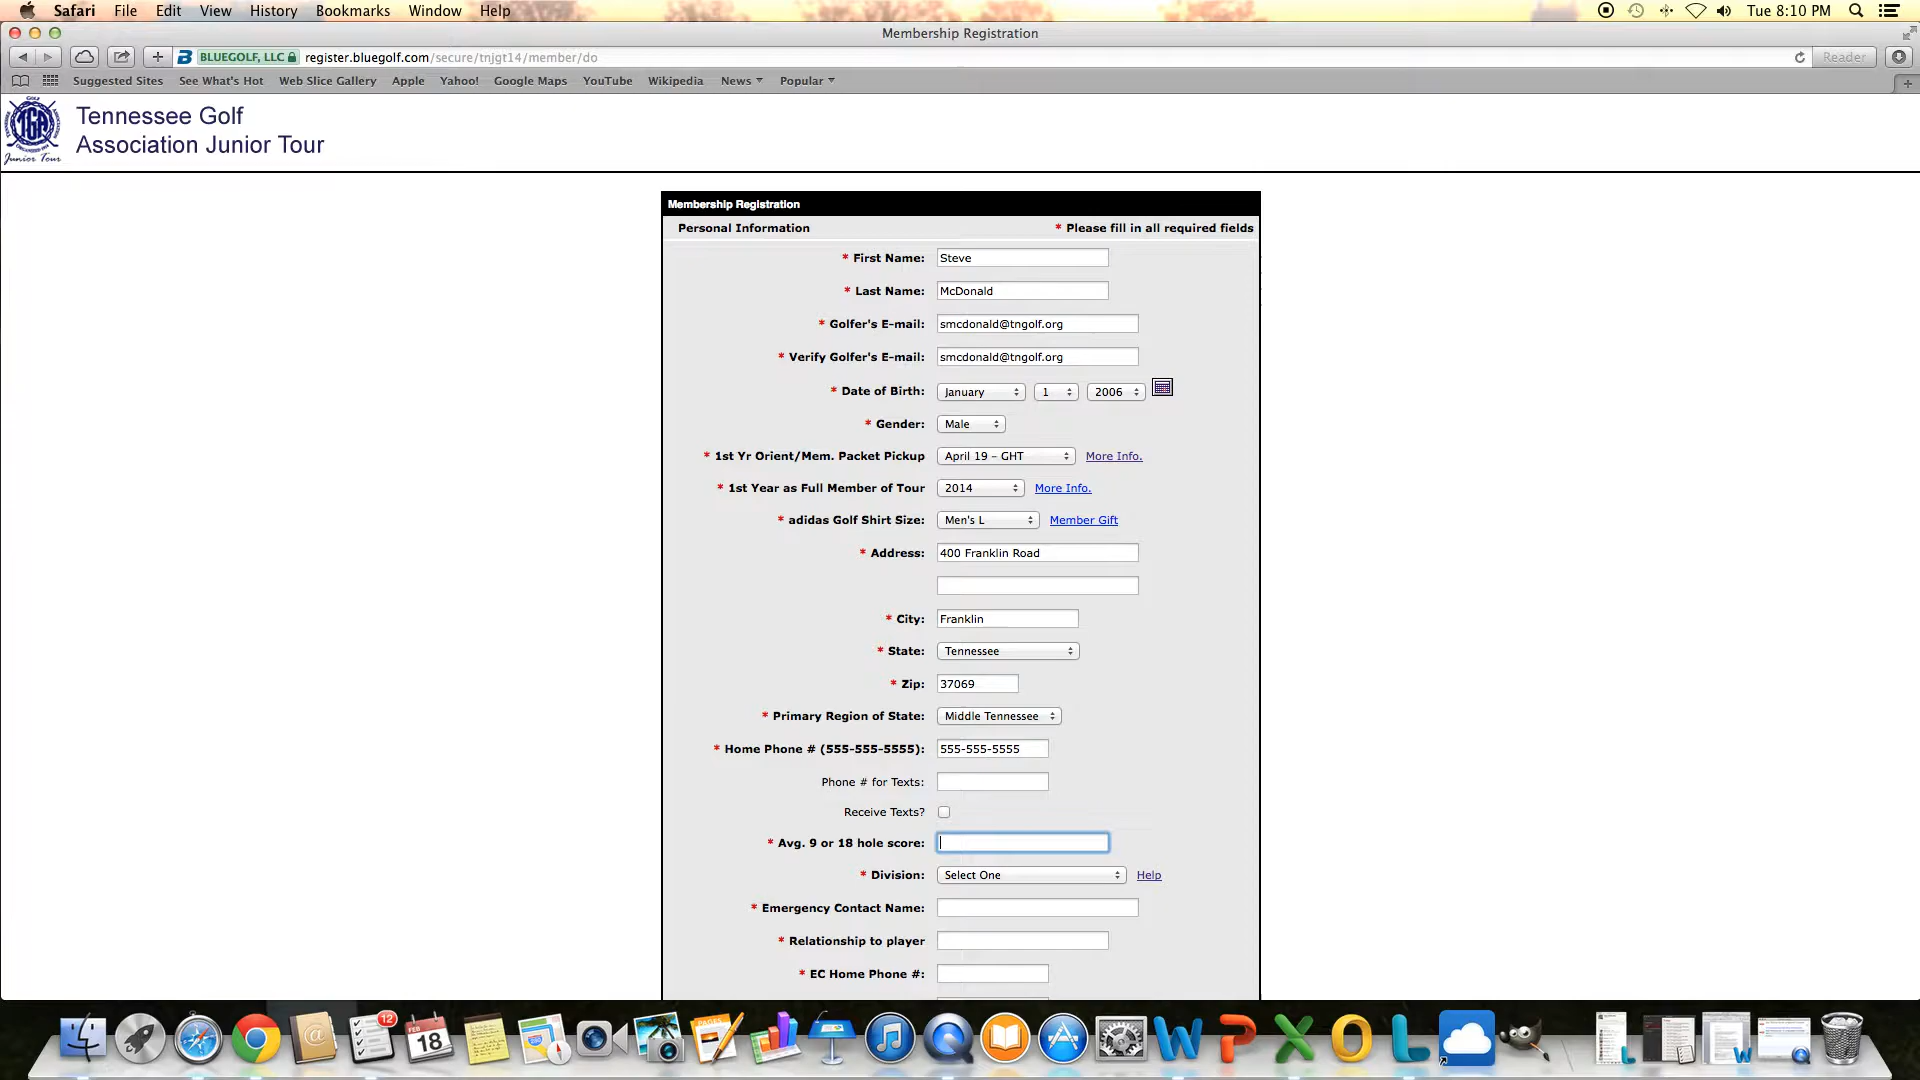 Safari File Edit View History Bookmarks Window Help Tue 8:10 PM
Membership Registration
BLUEGOLF, LLC register.bluegolf.com/secure/tnjgt14/member/do Reader
Suggested Sites See What's Hot Web Slice Gallery Apple Yahoo! Google Maps YouTube Wikipedia News Popular
TGA
Junior Tour
Tennessee Golf
Association Junior Tour
Membership Registration
Personal Information * Please fill in all required fields
* First Name: Steve
* Last Name: McDonald
* Golfer's E-mail: smcdonald@tngolf.org
* Verify Golfer's E-mail: smcdonald@tngolf.org
* Date of Birth: January 1 2006
* Gender: Male
* 1st Yr Orient/Mem. Packet Pickup April 19 - GHT More Info.
* 1st Year as Full Member of Tour 2014 More Info.
* adidas Golf Shirt Size: Men's L Member Gift
* Address: 400 Franklin Road
* City: Franklin
* State: Tennessee
* Zip: 37069
* Primary Region of State: Middle Tennessee
* Home Phone # (555-555-5555): 555-555-5555
Phone # for Texts:
Receive Texts?
* Avg. 9 or 18 hole score:
* Division: Select One Help
* Emergency Contact Name:
* Relationship to player
* EC Home Phone #:
12
FEB
18
PAGES
W P X O L